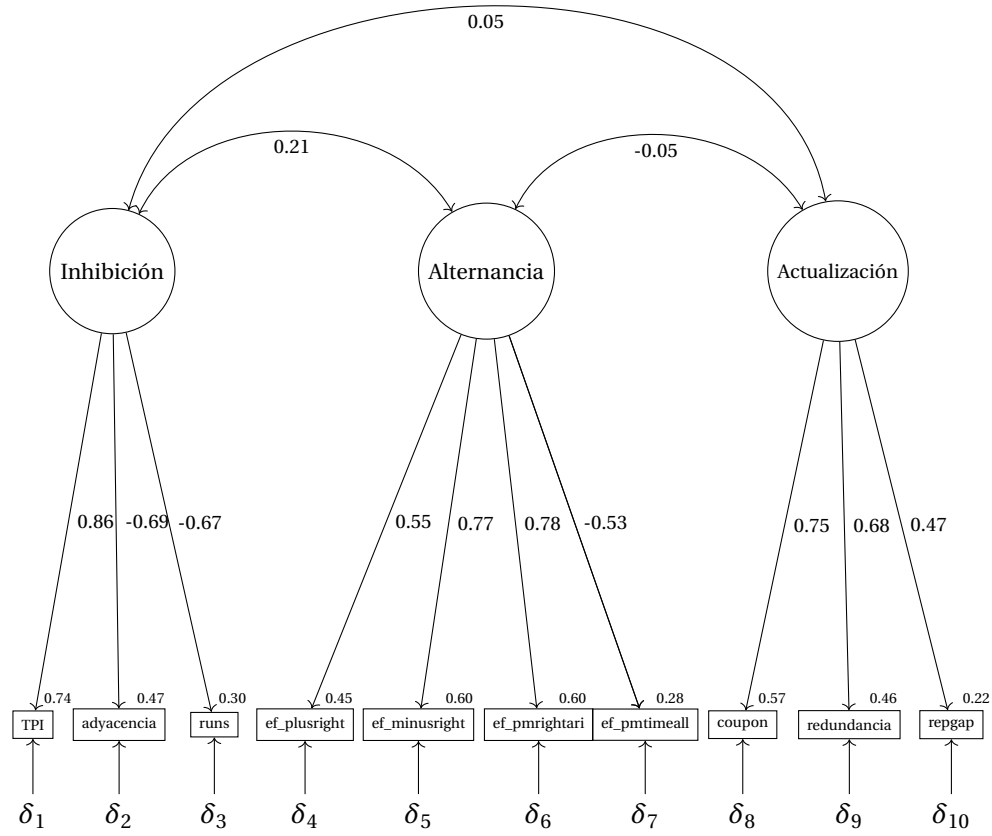 0.05
0.21
-0.05
Inhibición
Alternancia
Actualización
0.86 -0.69 -0.67
0.55 0.77 0.78 -0.53
0.75 0.68 0.47
0.74 0.47 0.30 0.45 0.60 0.60 0.28 0.57 0.46 0.22
TPI adyacencia runs ef_plusright ef_minusright ef_pmrightari ef_pmtimeall coupon redundancia repgap
δ1 δ2 δ3 δ4 δ5 δ6 δ7 δ8 δ9 δ10